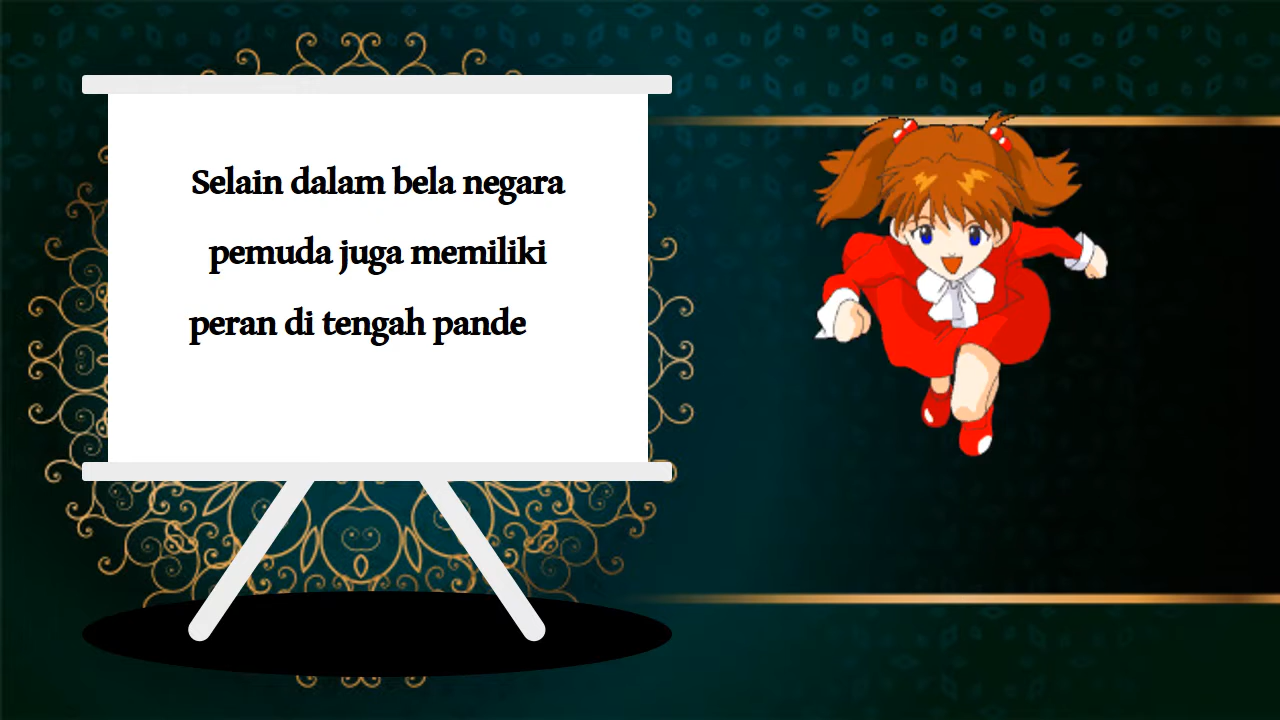 Selain dalam bela negara
pemuda juga memiliki
peran di tengah pande